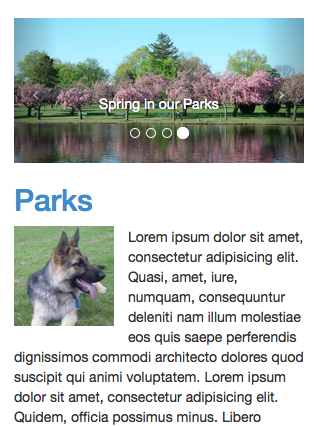 Spring in our Parks
Parks
Lorem ipsum dolor sit amet,
consectetur adipisicing elit.
Quasi, amet, iure,
numquam, consequuntur
deleniti nam illum molestiae
eos quis saepe perferendis
dignissimos commodi architecto dolores quod
suscipit qui animi voluptatem. Lorem ipsum
dolor sit amet, consectetur adipisicing elit.
Quidem, officia possimus minus. Libero